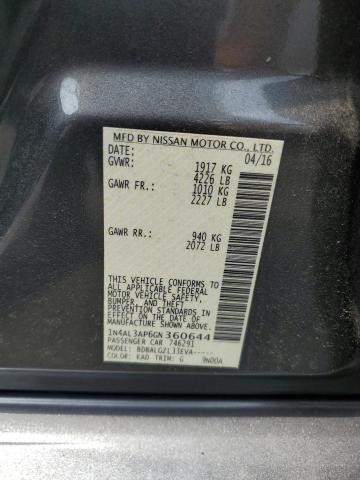 MFD BY NISSAN MOTOR CO., LTD.
DATE: 04/16
GVWR: 1917 KG
4226 LB
GAWR FR.: 1010 KG
2227 LB
GAWR RR.: 940 KG
2072 LB
THIS VEHICLE CONFORMS TO
ALL APPLICABLE FEDERAL
MOTOR VEHICLE SAFETY,
BUMPER, AND THEFT
PREVENTION STANDARDS
IN EFFECT ON THE DATE OF
MANUFACTURE SHOWN ABOVE.
1N4AL3AP6GN360644
PASSENGER CAR 746291
MODEL: BDRALGZL33EVA-----
COLOR: KAD TRIM: G 9N00A